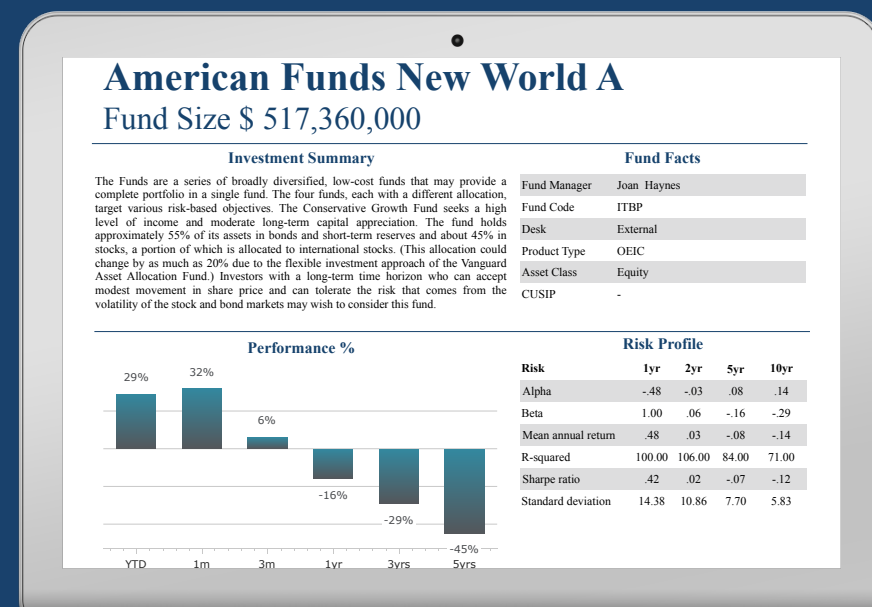 American Funds New World A
Fund Size $ 517,360,000
Investment Summary
The Funds are a series of broadly diversified, low-cost funds that may provide a
complete portfolio in a single fund. The four funds, each with a different allocation,
target various risk-based objectives. The Conservative Growth Fund seeks a high
level of income and moderate long-term capital appreciation. The fund holds
approximately 55% of its assets in bonds and short-term reserves and about 45% in
stocks, a portion of which is allocated to international stocks. (This allocation could
change by as much as 20% due to the flexible investment approach of the Vanguard
Asset Allocation Fund.) Investors with a long-term time horizon who can accept
modest movement in share price and can tolerate the risk that comes from the
volatility of the stock and bond markets may wish to consider this fund.
Fund Facts
Fund Manager Joan Haynes
Fund Code ITBP
Desk External
Product Type OEIC
Asset Class Equity
CUSIP -
Performance %
29% 32% 6% -16% -29% -45%
YTD 1m 3m 1yr 3yrs 5yrs
Risk Profile
Risk 1yr 2yr 5yr 10yr
Alpha -.48 -.03 .08 .14
Beta 1.00 .06 -.16 -.29
Mean annual return .48 .03 -.08 -.14
R-squared 100.00 106.00 84.00 71.00
Sharpe ratio .42 .02 -.07 -.12
Standard deviation 14.38 10.86 7.70 5.83